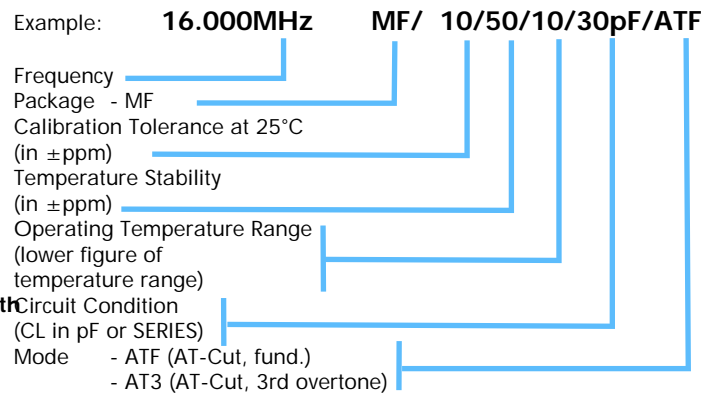 Example: 16.000MHz MF/ 10/50/10/30pF/ATF
Frequency
Package - MF
Calibration Tolerance at 25°C
(in ±ppm)
Temperature Stability
(in ±ppm)
Operating Temperature Range
(lower figure of
temperature range)
th Circuit Condition
(CL in pF or SERIES)
Mode - ATF (AT-Cut, fund.)
- AT3 (AT-Cut, 3rd overtone)